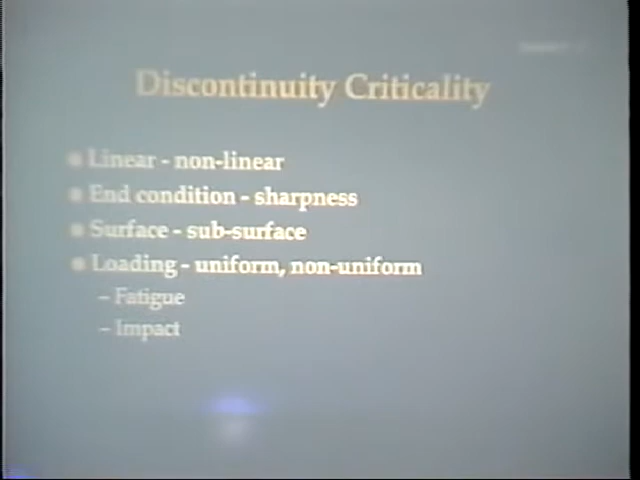 Discontinuity Criticality
Linear - non-linear
End condition - sharpness
Surface - sub-surface
Loading - uniform, non-uniform
– Fatigue
– Impact